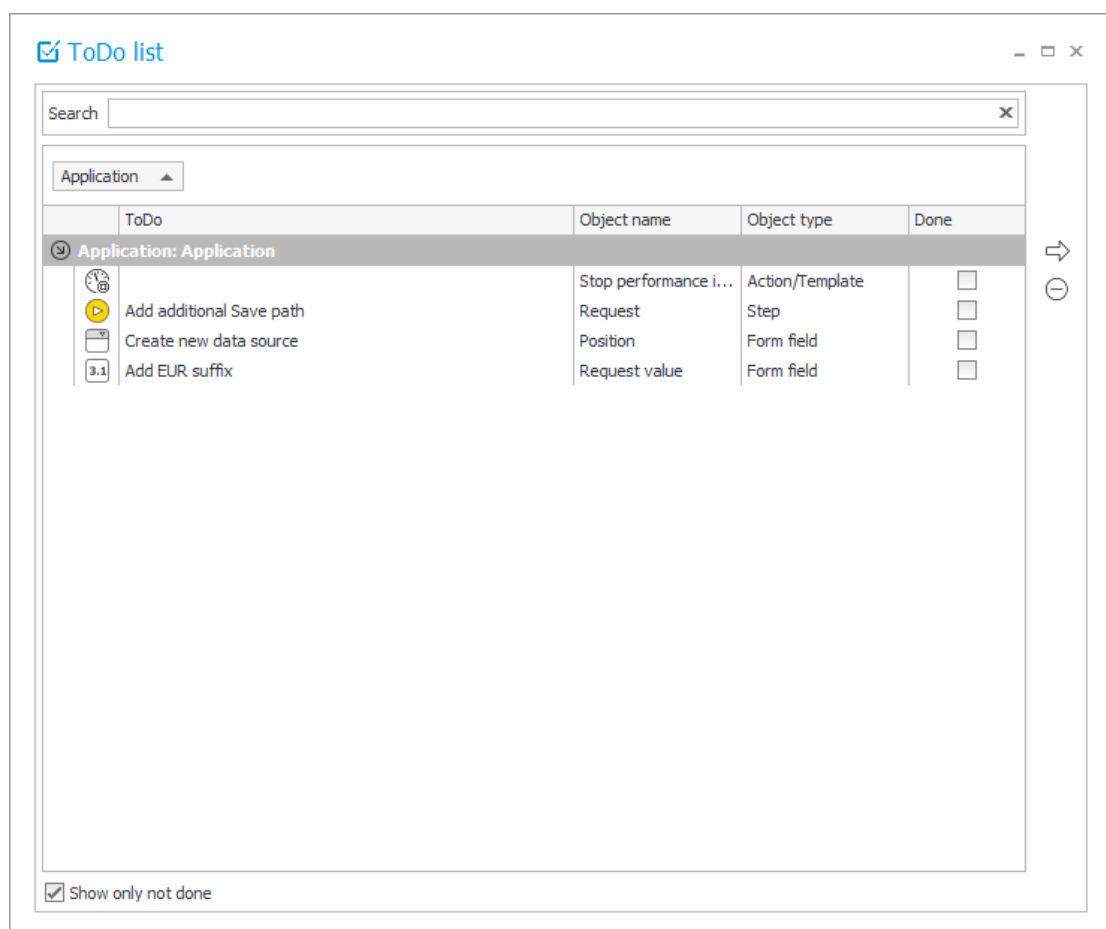 ToDo list
Search
Application
ToDo Object name Object type Done
Application: Application
Stop performance i... Action/Template
Add additional Save path Request Step
Create new data source Position Form field
3.1 Add EUR suffix Request value Form field
Show only not done